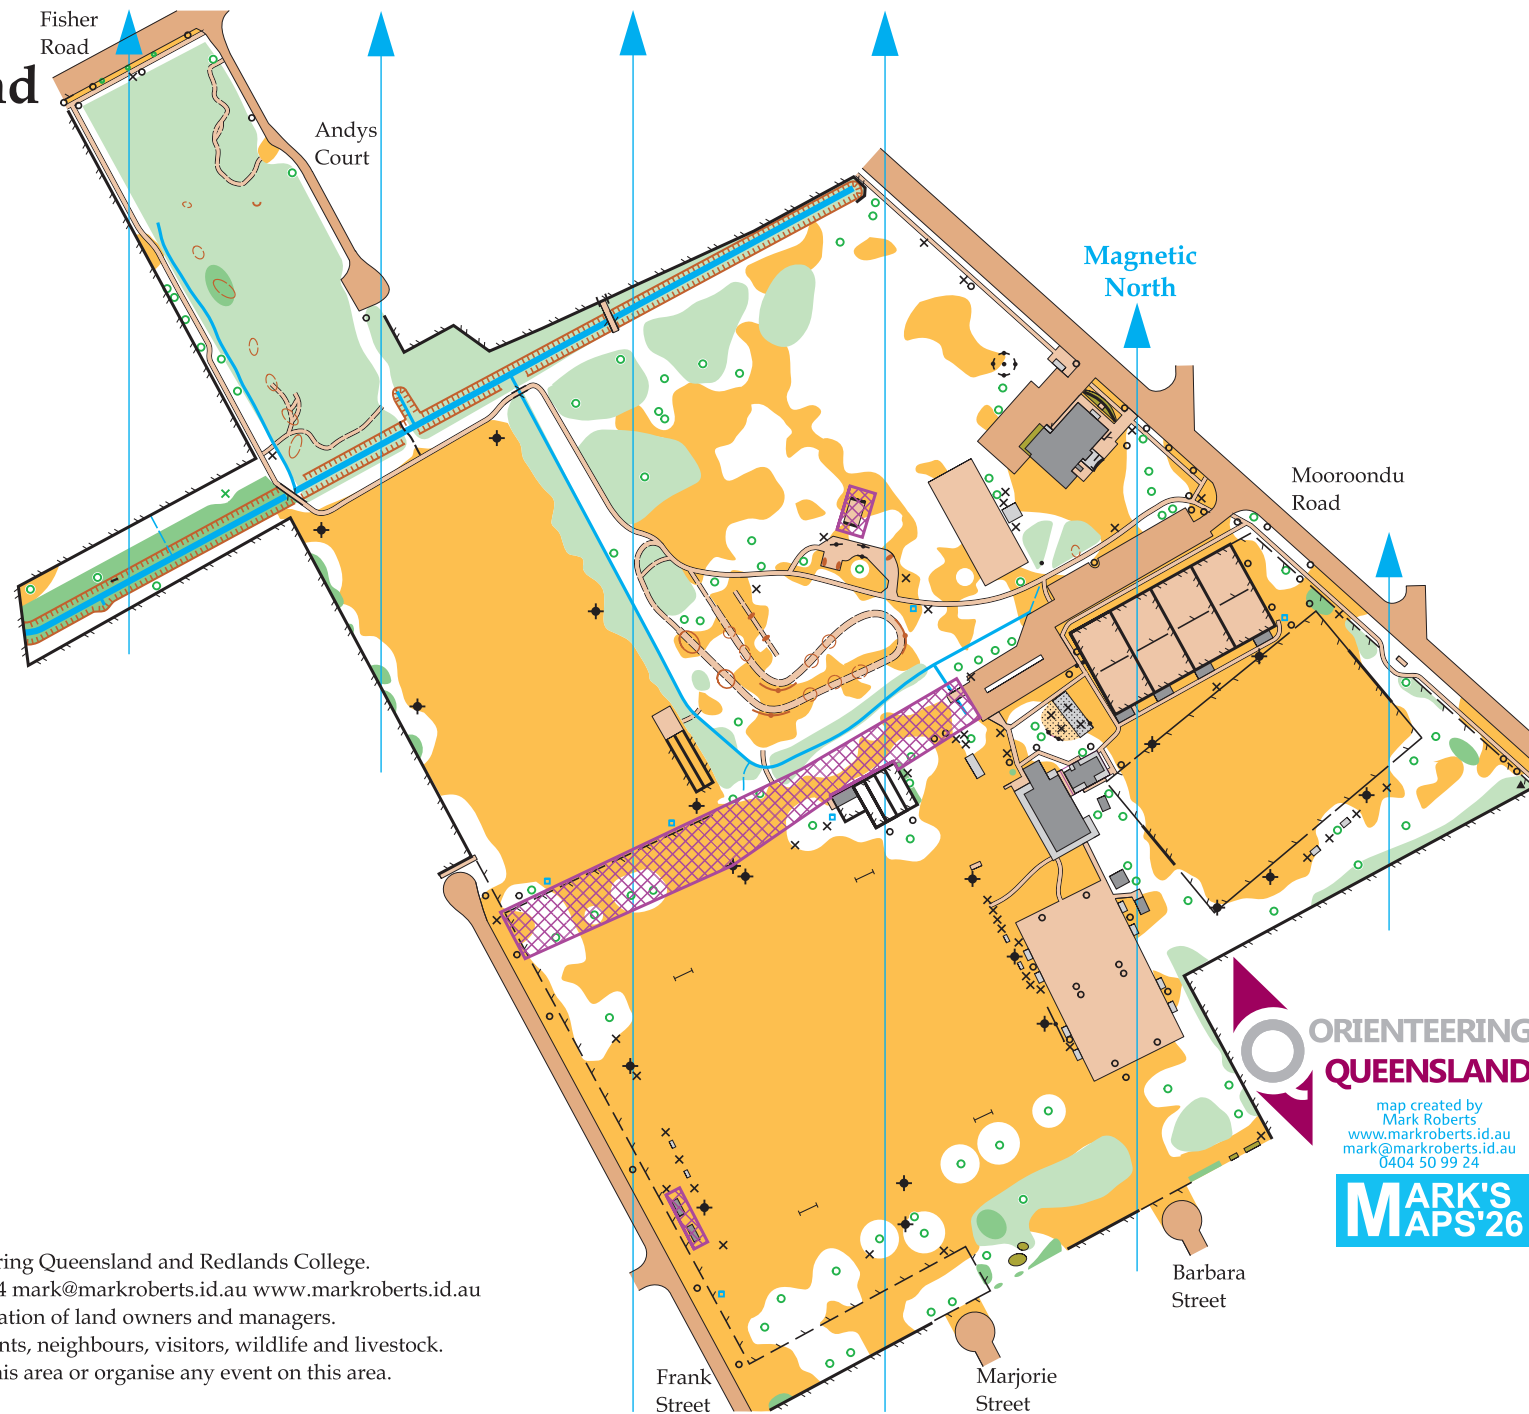 Fisher
Road
nd
Andys
Court
Magnetic
North
Mooroondu
Road
ORIENTEERING
QUEENSLAND
map created by
Mark Roberts
www.markroberts.id.au
mark@markroberts.id.au
0404 50 99 24
MARK'S
MAPS'26
ring Queensland and Redlands College.
4 mark@markroberts.id.au www.markroberts.id.au
ation of land owners and managers.
nts, neighbours, visitors, wildlife and livestock.
his area or organise any event on this area.
Barbara
Street
Frank
Street
Marjorie
Street